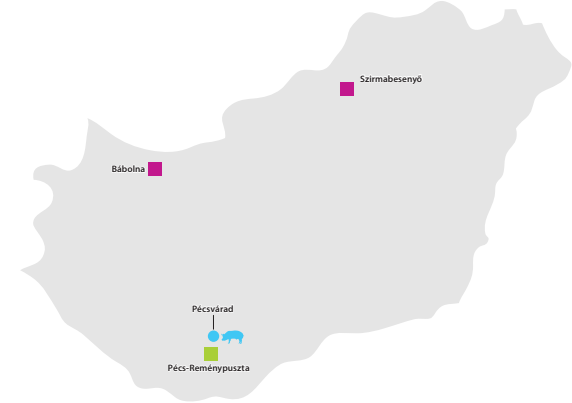 Szirmabesenyő
Bábolna
Pécsvárad
Pécs-Reménypuszta